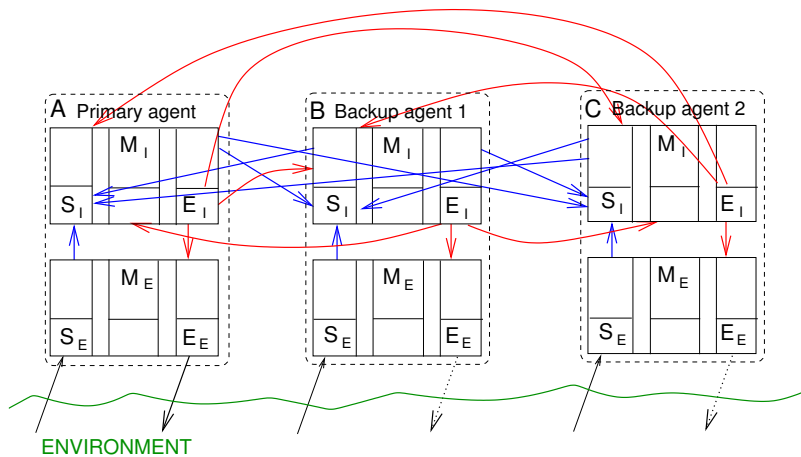 A Primary agent
B Backup agent 1
C Backup agent 2
M I
M I
M I
S I
E I
S I
E I
S I
E I
M E
M E
M E
S E
E E
S E
E E
S E
E E
ENVIRONMENT